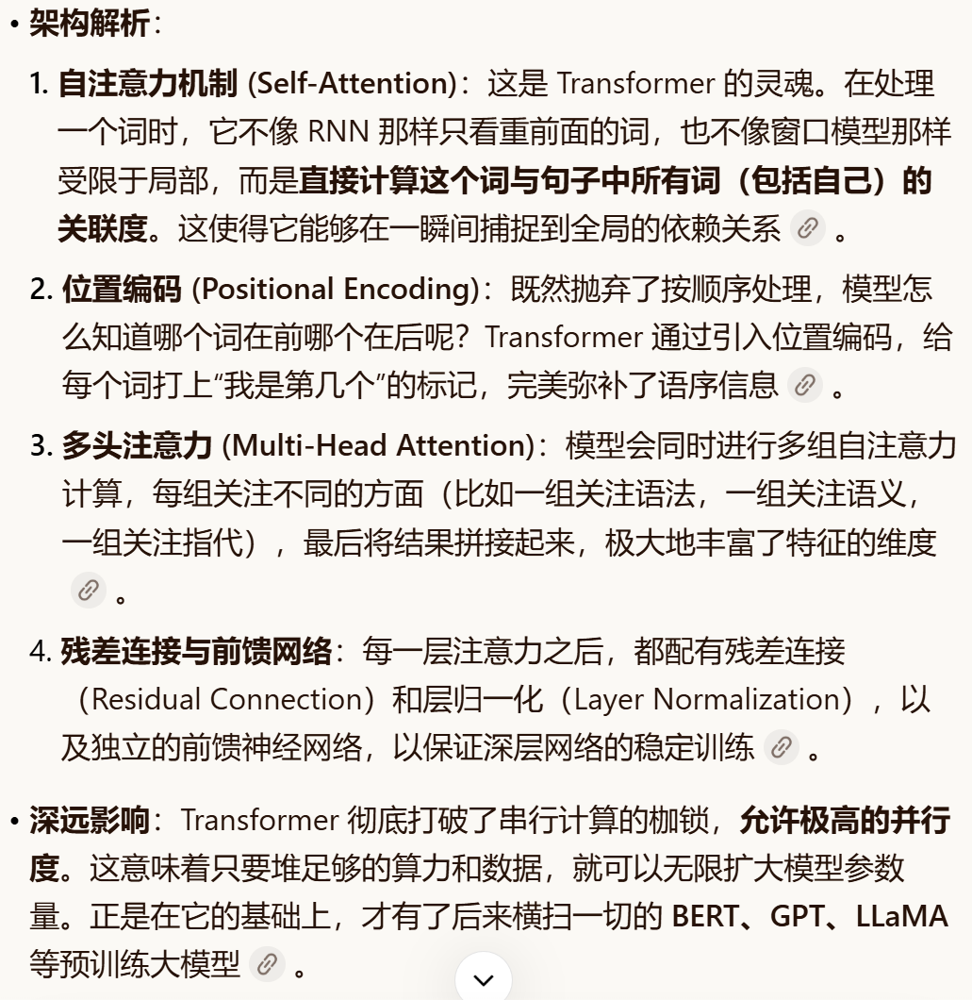 • 架构解析：
1. 自注意力机制 (Self-Attention)：这是 Transformer 的灵魂。在处理
一个词时，它不像 RNN 那样只看重前面的词，也不像窗口模型那样
受限于局部，而是直接计算这个词与句子中所有词（包括自己）的
关联度。这使得它能够在一瞬间捕捉到全局的依赖关系 。
2. 位置编码 (Positional Encoding)：既然抛弃了按顺序处理，模型怎
么知道哪个词在前哪个在后呢？Transformer 通过引入位置编码，给
每个词打上“我是第几个”的标记，完美弥补了语序信息 。
3. 多头注意力 (Multi-Head Attention)：模型会同时进行多组自注意力
计算，每组关注不同的方面（比如一组关注语法，一组关注语义，
一组关注指代），最后将结果拼接起来，极大地丰富了特征的维度
。
4. 残差连接与前馈网络：每一层注意力之后，都配有残差连接
（Residual Connection）和层归一化（Layer Normalization），以
及独立的前馈神经网络，以保证深层网络的稳定训练 。
• 深远影响：Transformer 彻底打破了串行计算的枷锁，允许极高的并行
度。这意味着只要堆足够的算力和数据，就可以无限扩大模型参数
量。正是在它的基础上，才有了后来横扫一切的 BERT、GPT、LLaMA
等预训练大模型 。